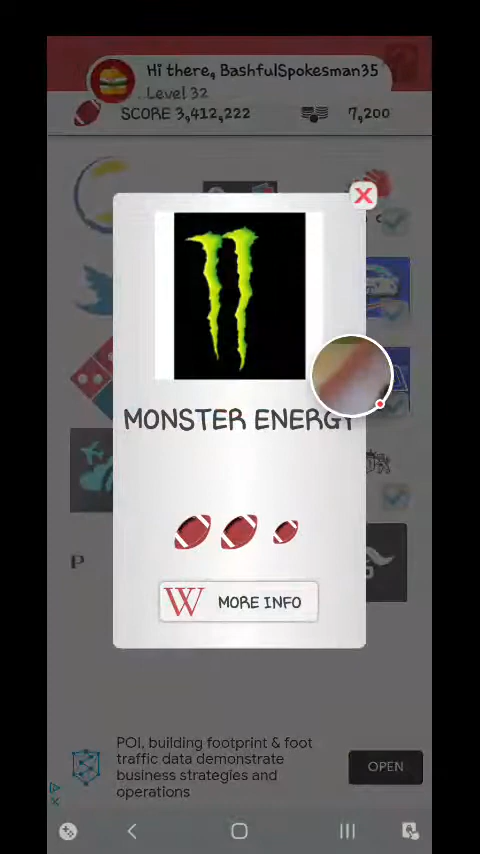 Hi there, BashfulSpokesman35
Level 32
SCORE 3,412,222
7,200
X
MONSTER ENERGY
P
W MORE INFO
POI, building footprint & foot
traffic data demonstrate
business strategies and
operations
OPEN